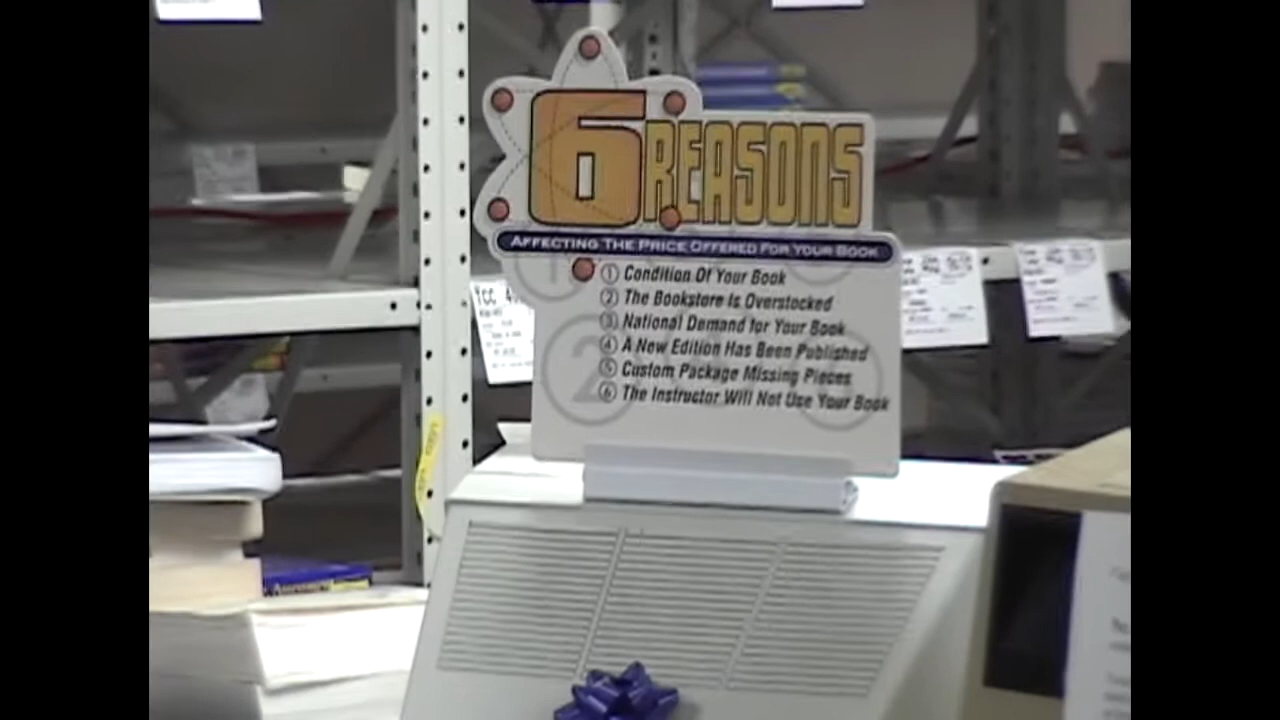 6 REASONS
AFFECTING THE PRICE OFFERED FOR YOUR BOOK
1 Condition Of Your Book
2 The Bookstore Is Overstocked
3 National Demand for Your Book
4 A New Edition Has Been Published
5 Custom Package Missing Pieces
6 The Instructor Will Not Use Your Book
TCC